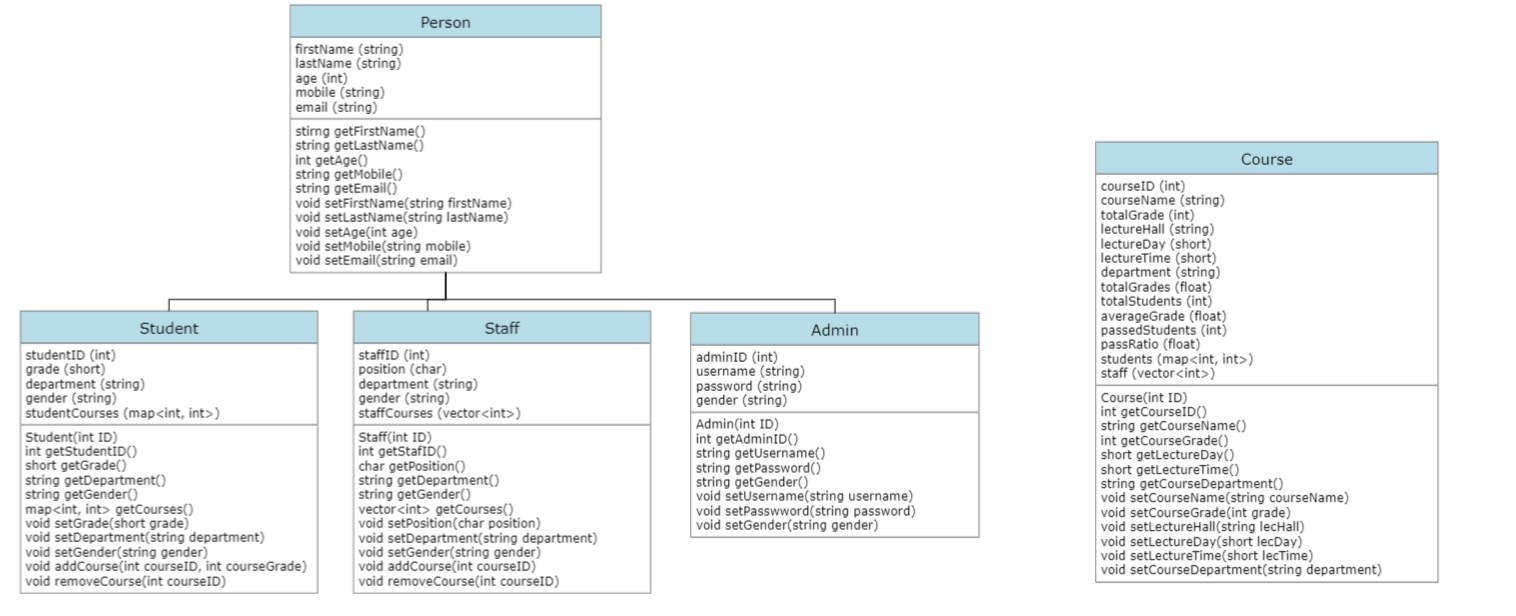 Person
firstName (string)
lastName (string)
age (int)
mobile (string)
email (string)
stirng getFirstName()
string getLastName()
int getAge()
string getMobile()
string getEmail()
void setFirstName(string firstName)
void setLastName(string lastName)
void setAge(int age)
void setMobile(string mobile)
void setEmail(string email)
Student
studentID (int)
grade (short)
department (string)
gender (string)
studentCourses (map<int, int>)
Student(int ID)
int getStudentID()
short getGrade()
string getDepartment()
string getGender()
map<int, int> getCourses()
void setGrade(short grade)
void setDepartment(string department)
void setGender(string gender)
void addCourse(int courseID, int courseGrade)
void removeCourse(int courseID)
Staff
staffID (int)
position (char)
department (string)
gender (string)
staffCourses (vector<int>)
Staff(int ID)
int getStafID()
char getPosition()
string getDepartment()
string getGender()
vector<int> getCourses()
void setPosition(char position)
void setDepartment(string department)
void setGender(string gender)
void addCourse(int courseID)
void removeCourse(int courseID)
Admin
adminID (int)
username (string)
password (string)
gender (string)
Admin(int ID)
int getAdminID()
string getUsername()
string getPassword()
string getGender()
void setUsername(string username)
void setPasswword(string password)
void setGender(string gender)
Course
courseID (int)
courseName (string)
totalGrade (int)
lectureHall (string)
lectureDay (short)
lectureTime (short)
department (string)
totalGrades (float)
totalStudents (int)
averageGrade (float)
passedStudents (int)
passRatio (float)
students (map<int, int>)
staff (vector<int>)
Course(int ID)
int getCourseID()
string getCourseName()
int getCourseGrade()
short getLectureDay()
short getLectureTime()
string getCourseDepartment()
void setCourseName(string courseName)
void setCourseGrade(int grade)
void setLectureHall(string lecHall)
void setLectureDay(short lecDay)
void setLectureTime(short lecTime)
void setCourseDepartment(string department)